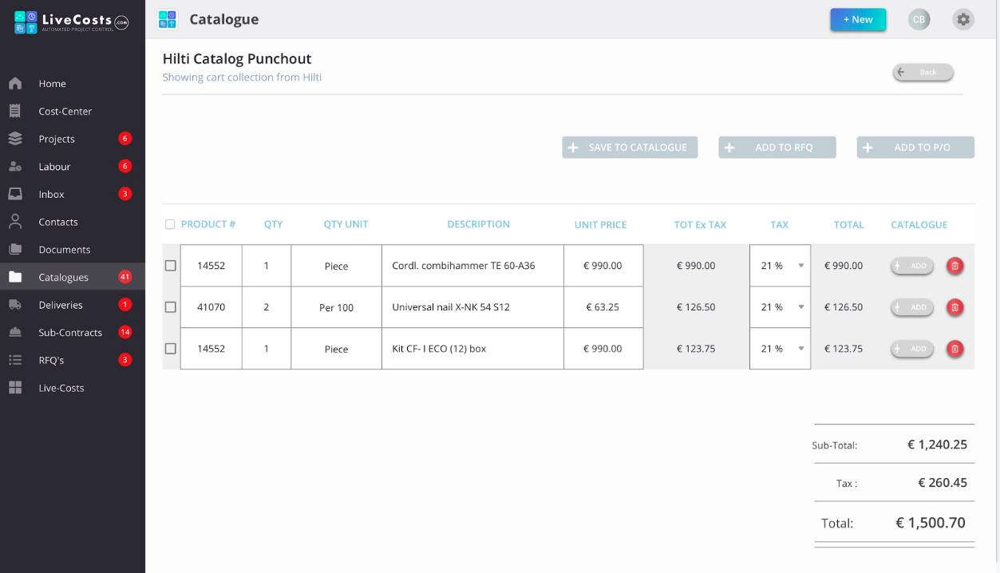 LiveCosts.COM
AUTOMATED PROJECT CONTROL
Catalogue
+ New
CB
Hilti Catalog Punchout
Showing cart collection from Hilti
Back
Home
Cost-Center
Projects 6
Labour 6
Inbox 3
Contacts
Documents
Catalogues 41
Deliveries 1
Sub-Contracts 14
RFQ's 3
Live-Costs
+ SAVE TO CATALOGUE + ADD TO RFQ + ADD TO P/O
PRODUCT # QTY QTY UNIT DESCRIPTION UNIT PRICE TOT Ex TAX TAX TOTAL CATALOGUE
14552 1 Piece Cordl. combihammer TE 60-A36 € 990.00 € 990.00 21 % € 990.00 ADD
41070 2 Per 100 Universal nail X-NK 54 S12 € 63.25 € 126.50 21 % € 126.50 ADD
14552 1 Piece Kit CF- I ECO (12) box € 990.00 € 123.75 21 % € 123.75 ADD
Sub-Total: € 1,240.25
Tax : € 260.45
Total: € 1,500.70